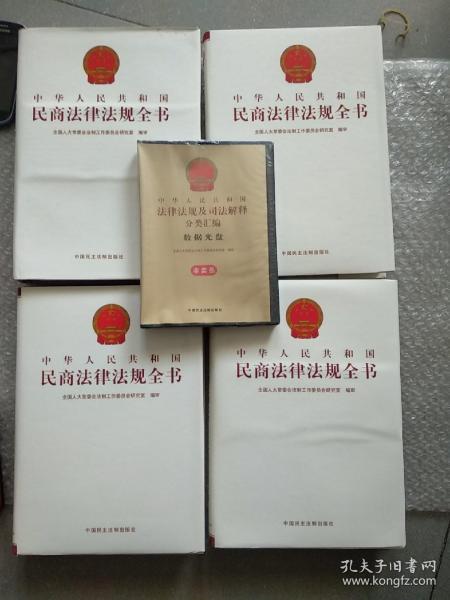 中华人民共和国
民商法律法规全书
全国人大常委会法制工作委员会研究室 编审
中国民主法制出版社
中华人民共和国
民商法律法规全书
全国人大常委会法制工作委员会研究室 编审
中国民主法制出版社
中华人民共和国
法律法规及司法解释
分类汇编
数据光盘
中国民主法制出版社
中华人民共和国
民商法律法规全书
全国人大常委会法制工作委员会研究室 编审
中国民主法制出版社
中华人民共和国
民商法律法规全书
全国人大常委会法制工作委员会研究室 编审
中国民主法制出版社
孔夫子旧书网
www.kongfz.com